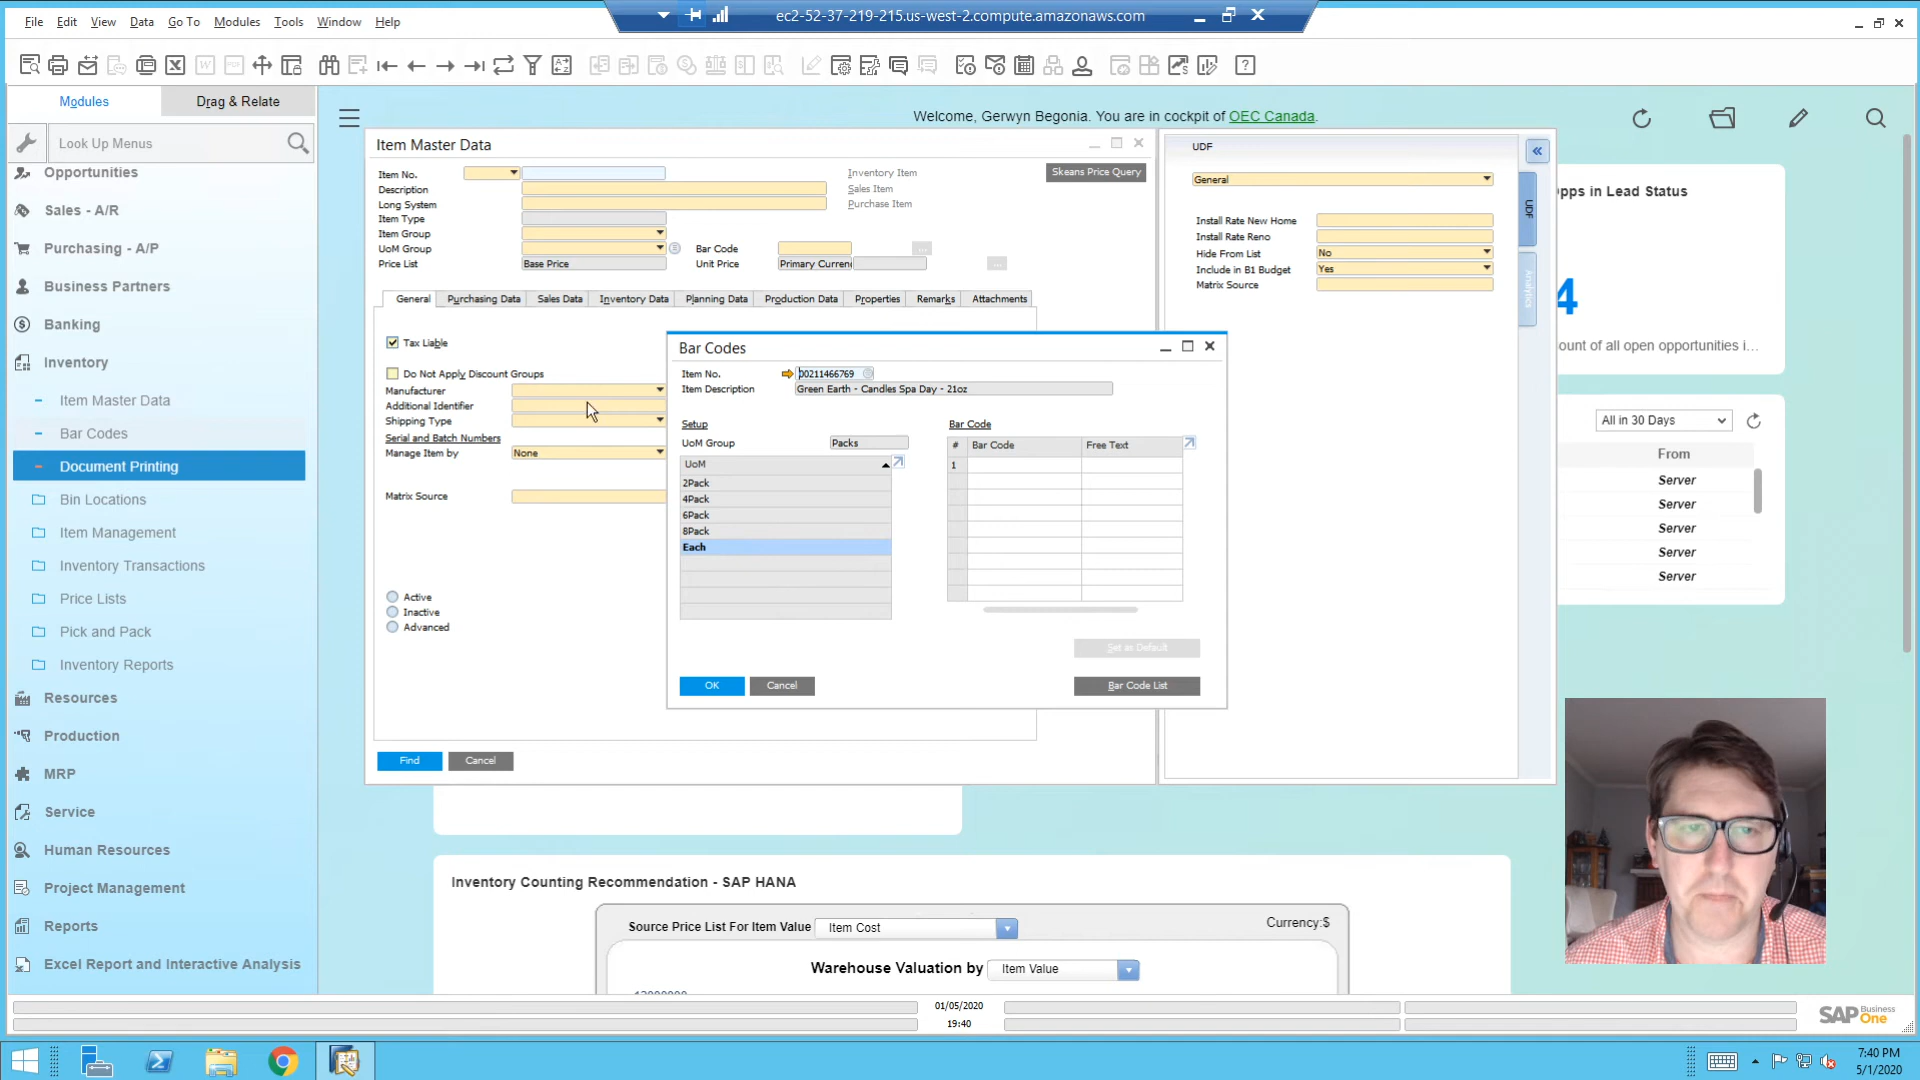 File Edit View Data Go To Modules Tools Window Help
ec2-52-37-219-215.us-west-2.compute.amazonaws.com
Modules
Drag & Relate
Look Up Menus
Opportunities
Sales - A/R
Purchasing - A/P
Business Partners
Banking
Inventory
Item Master Data
Bar Codes
Document Printing
Bin Locations
Item Management
Inventory Transactions
Price Lists
Pick and Pack
Inventory Reports
Resources
Production
MRP
Service
Human Resources
Project Management
Reports
Excel Report and Interactive Analysis
Welcome, Gerwyn Begonia. You are in cockpit of OEC Canada.
Item Master Data
Item No.
Description
Long System
Item Type
Item Group
UoM Group
Price List
Base Price
Bar Code
Unit Price
Primary Curren
Inventory Item
Sales Item
Purchase Item
Skeans Price Query
General
Purchasing Data
Sales Data
Inventory Data
Planning Data
Production Data
Properties
Remarks
Attachments
Tax Liable
Do Not Apply Discount Groups
Manufacturer
Additional Identifier
Shipping Type
Serial and Batch Numbers
Manage Item by
None
Matrix Source
Active
Inactive
Advanced
Find
Cancel
Bar Codes
Item No.
00211466769
Item Description
Green Earth - Candles Spa Day - 21oz
Setup
UoM Group
Packs
UoM
2Pack
4Pack
6Pack
8Pack
Each
Bar Code
# Bar Code Free Text
1
Set as Default
OK
Cancel
Bar Code List
UDF
General
Install Rate New Home
Install Rate Reno
Hide From List
No
Include in B1 Budget
Yes
Matrix Source
UDF
Analytics
pps in Lead Status
4
ount of all open opportunities i...
All in 30 Days
From
Server
Server
Server
Server
Server
Inventory Counting Recommendation - SAP HANA
Source Price List For Item Value
Item Cost
Currency:$
Warehouse Valuation by
Item Value
01/05/2020
19:40
SAP Business One
7:40 PM
5/1/2020